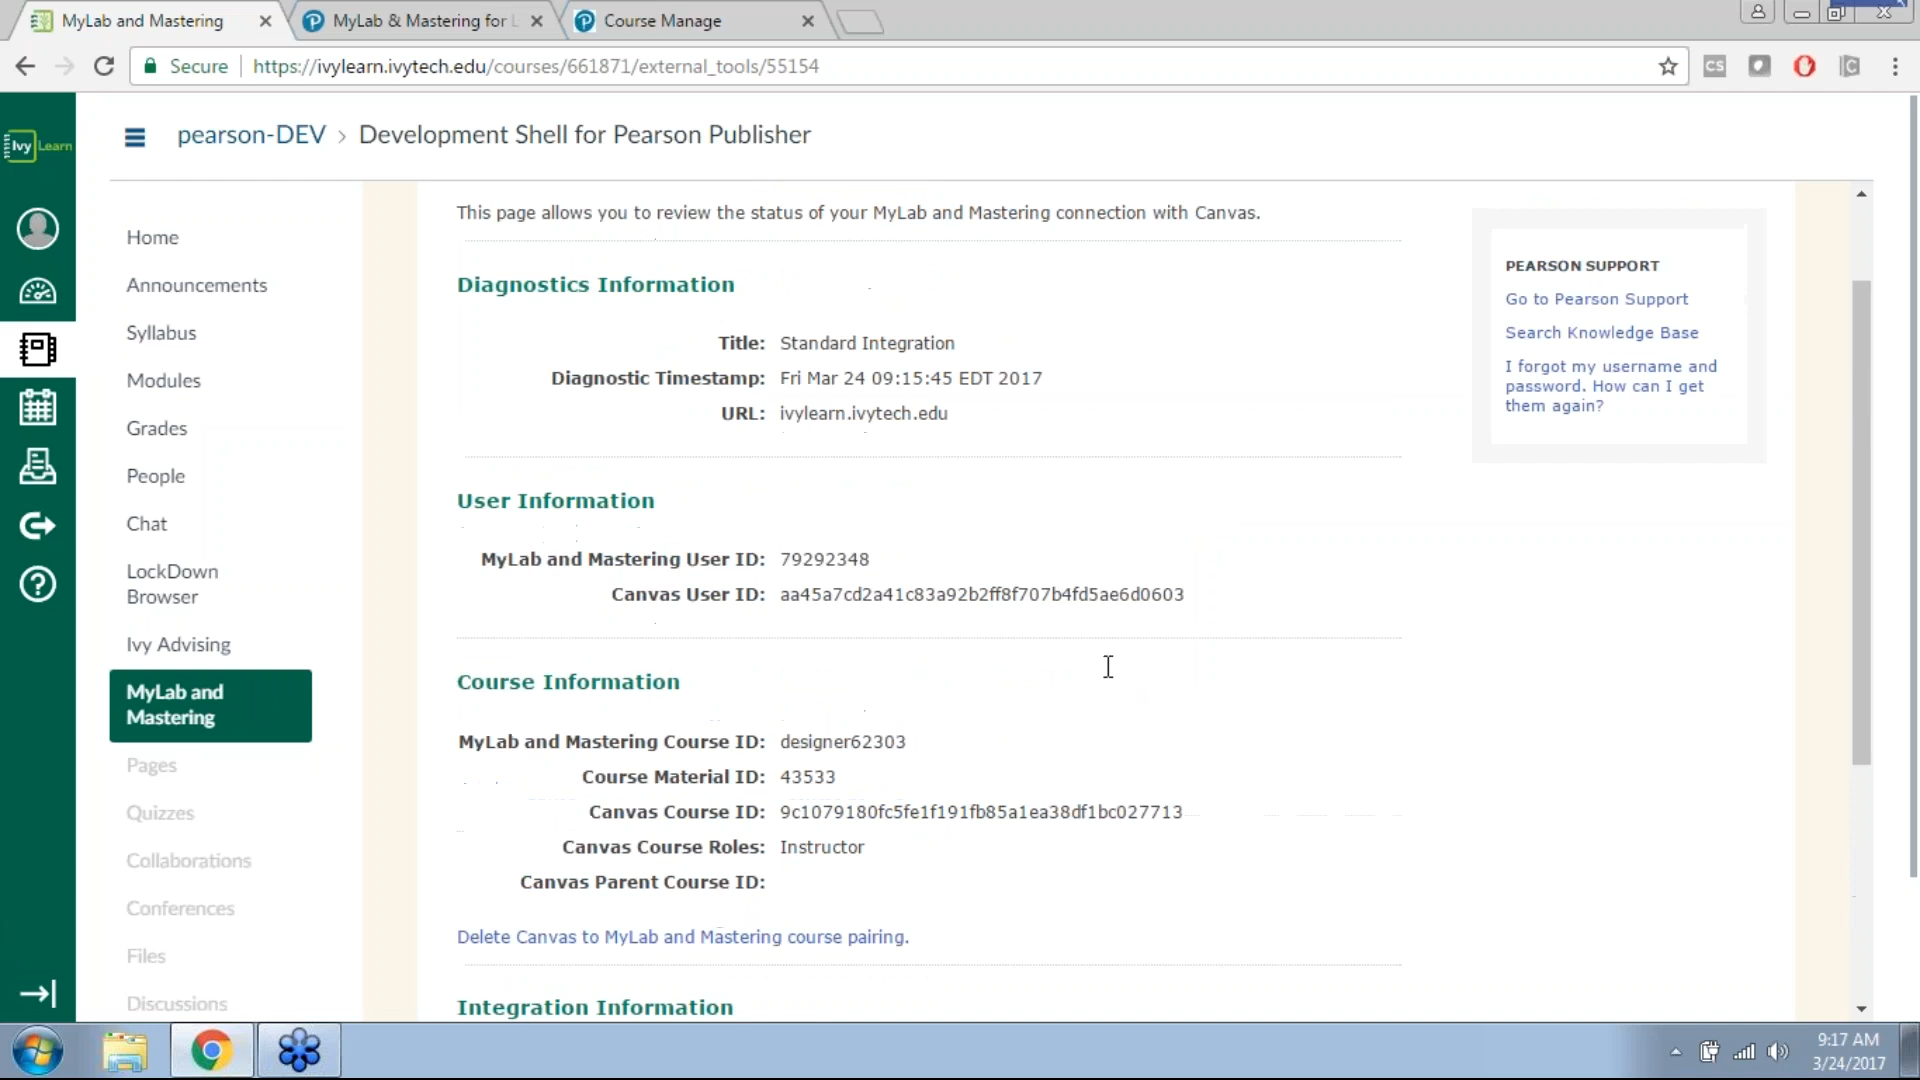 MyLab and Mastering
MyLab & Mastering for L
Course Manage
Secure
https://ivylearn.ivytech.edu/courses/661871/external_tools/55154
CS
C
Ivy Learn
pearson-DEV > Development Shell for Pearson Publisher
Home
Announcements
Syllabus
Modules
Grades
People
Chat
LockDown
Browser
Ivy Advising
MyLab and
Mastering
Pages
Quizzes
Collaborations
Conferences
Files
Discussions
This page allows you to review the status of your MyLab and Mastering connection with Canvas.
Diagnostics Information
Title: Standard Integration
Diagnostic Timestamp: Fri Mar 24 09:15:45 EDT 2017
URL: ivylearn.ivytech.edu
User Information
MyLab and Mastering User ID: 79292348
Canvas User ID: aa45a7cd2a41c83a92b2ff8f707b4fd5ae6d0603
Course Information
MyLab and Mastering Course ID: designer62303
Course Material ID: 43533
Canvas Course ID: 9c1079180fc5fe1f191fb85a1ea38df1bc027713
Canvas Course Roles: Instructor
Canvas Parent Course ID:
Delete Canvas to MyLab and Mastering course pairing.
Integration Information
PEARSON SUPPORT
Go to Pearson Support
Search Knowledge Base
I forgot my username and
password. How can I get
them again?
9:17 AM
3/24/2017